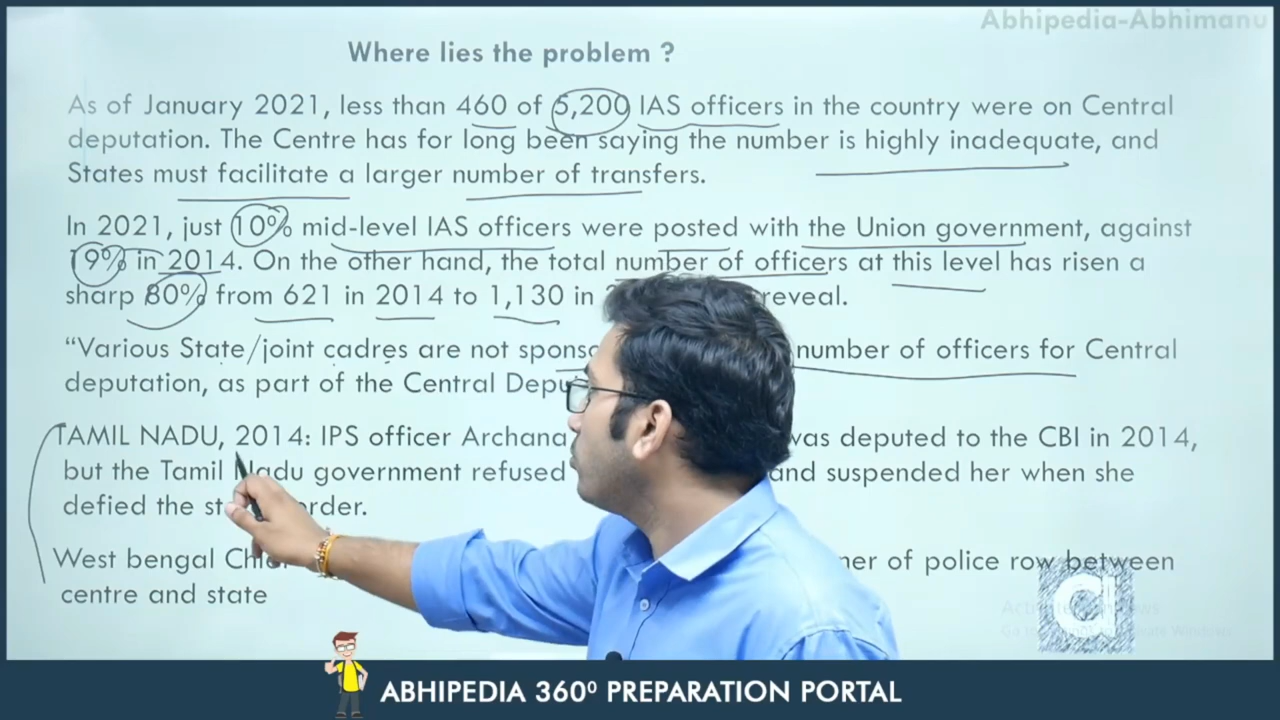 Abhipedia-Abhimanu
Where lies the problem ?
As of January 2021, less than 460 of 5,200 IAS officers in the country were on Central
deputation. The Centre has for long been saying the number is highly inadequate, and
States must facilitate a larger number of transfers.
In 2021, just 10% mid-level IAS officers were posted with the Union government, against
19% in 2014. On the other hand, the total number of officers at this level has risen a
sharp 80% from 621 in 2014 to 1,130 in reveal.
“Various State/joint cadres are not number of officers for Central
deputation, as part of the Central
TAMIL NADU, 2014: IPS officer Archana was deputed to the CBI in 2014,
but the Tamil Nadu government refused and suspended her when she
defied the order.
West bengal of police row between
centre and state
d
ABHIPEDIA 360⁰ PREPARATION PORTAL